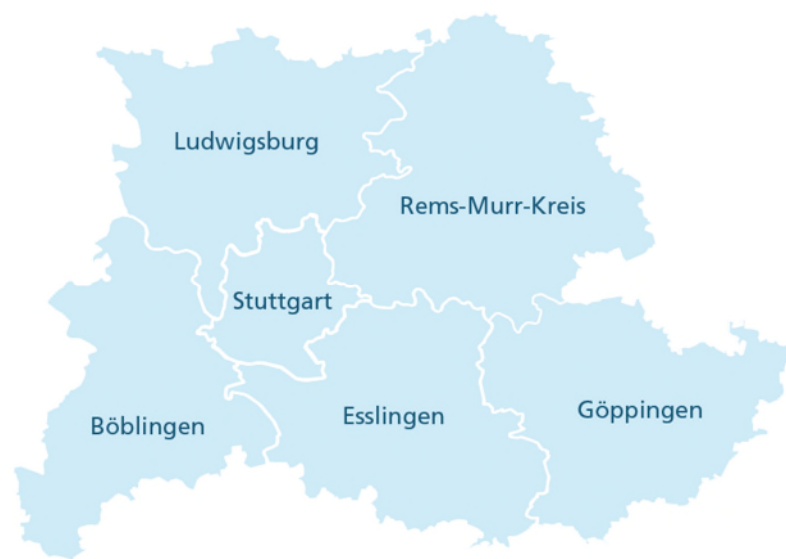 Ludwigsburg
Rems-Murr-Kreis
Stuttgart
Böblingen
Esslingen
Göppingen